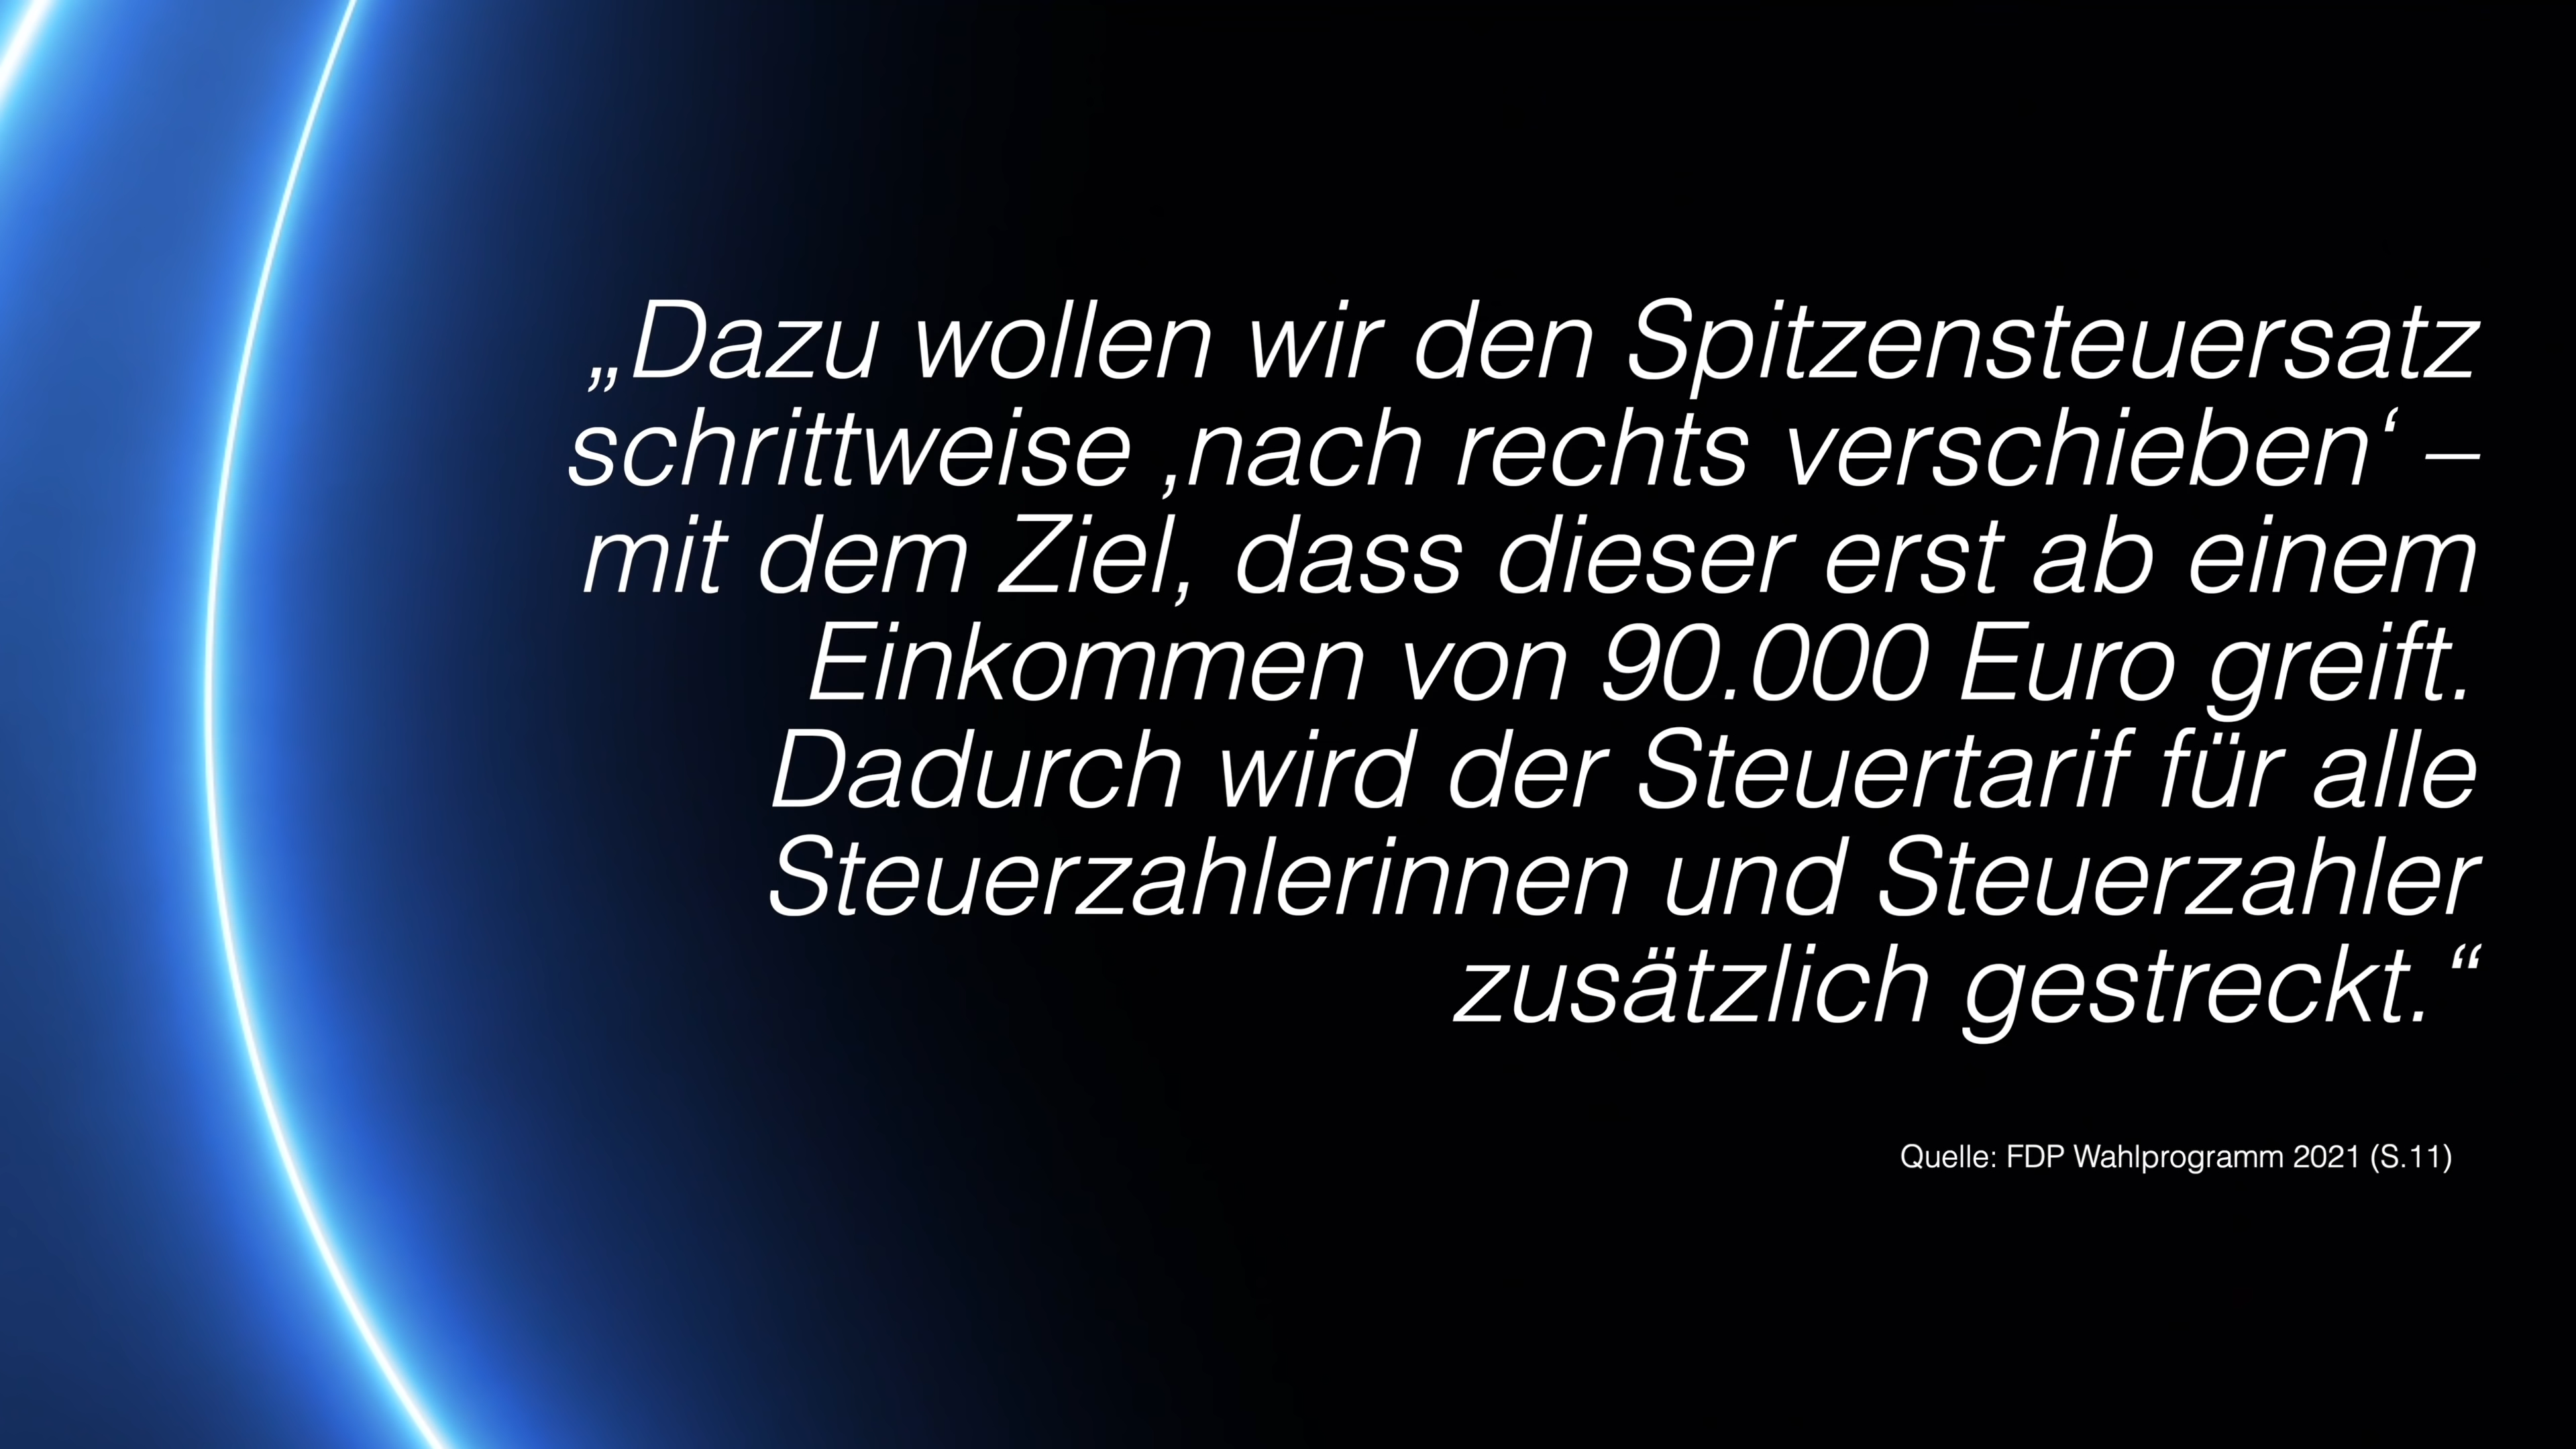 „Dazu wollen wir den Spitzensteuersatz
schrittweise ‚nach rechts verschieben‘ –
mit dem Ziel, dass dieser erst ab einem
Einkommen von 90.000 Euro greift.
Dadurch wird der Steuertarif für alle
Steuerzahlerinnen und Steuerzahler
zusätzlich gestreckt.“
Quelle: FDP Wahlprogramm 2021 (S.11)